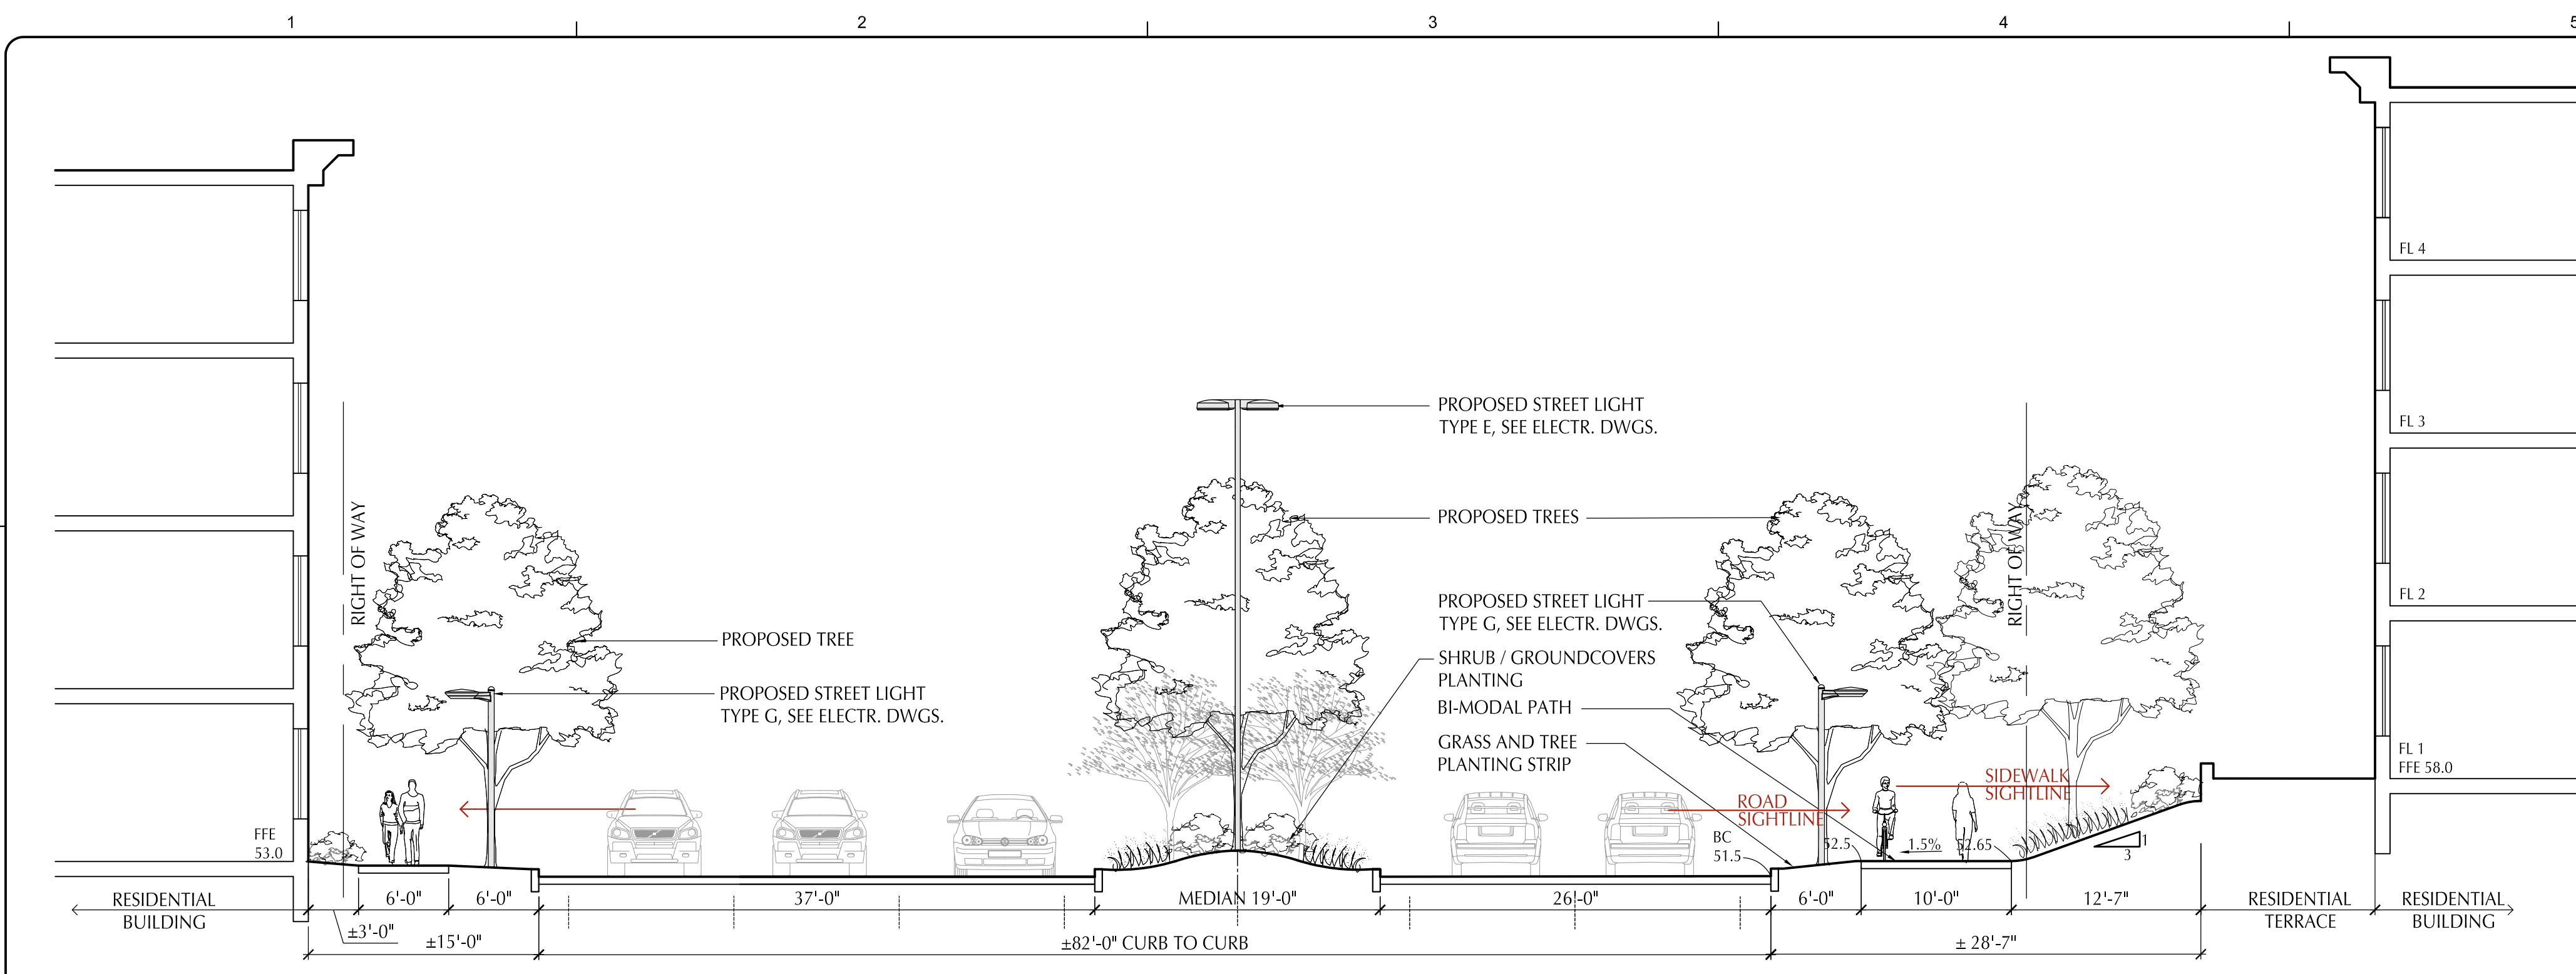 1
2
3
4
5
RIGHT OF WAY
PROPOSED TREE
PROPOSED STREET LIGHT
TYPE G, SEE ELECTR. DWGS.
PROPOSED STREET LIGHT
TYPE E, SEE ELECTR. DWGS.
PROPOSED TREES
PROPOSED STREET LIGHT
TYPE G, SEE ELECTR. DWGS.
SHRUB / GROUNDCOVERS
PLANTING
BI-MODAL PATH
GRASS AND TREE
PLANTING STRIP
RIGHT OF WAY
FL 4
FL 3
FL 2
FL 1
FFE 58.0
SIDEWALK
SIGHTLINE
ROAD
SIGHTLINE
FFE
53.0
BC
51.5
52.5
1.5%
52.65
1
3
RESIDENTIAL
BUILDING
6'-0"
6'-0"
37'-0"
MEDIAN 19'-0"
26'-0"
6'-0"
10'-0"
12'-7"
RESIDENTIAL
TERRACE
RESIDENTIAL
BUILDING
±3'-0"
±15'-0"
±82'-0" CURB TO CURB
± 28'-7"